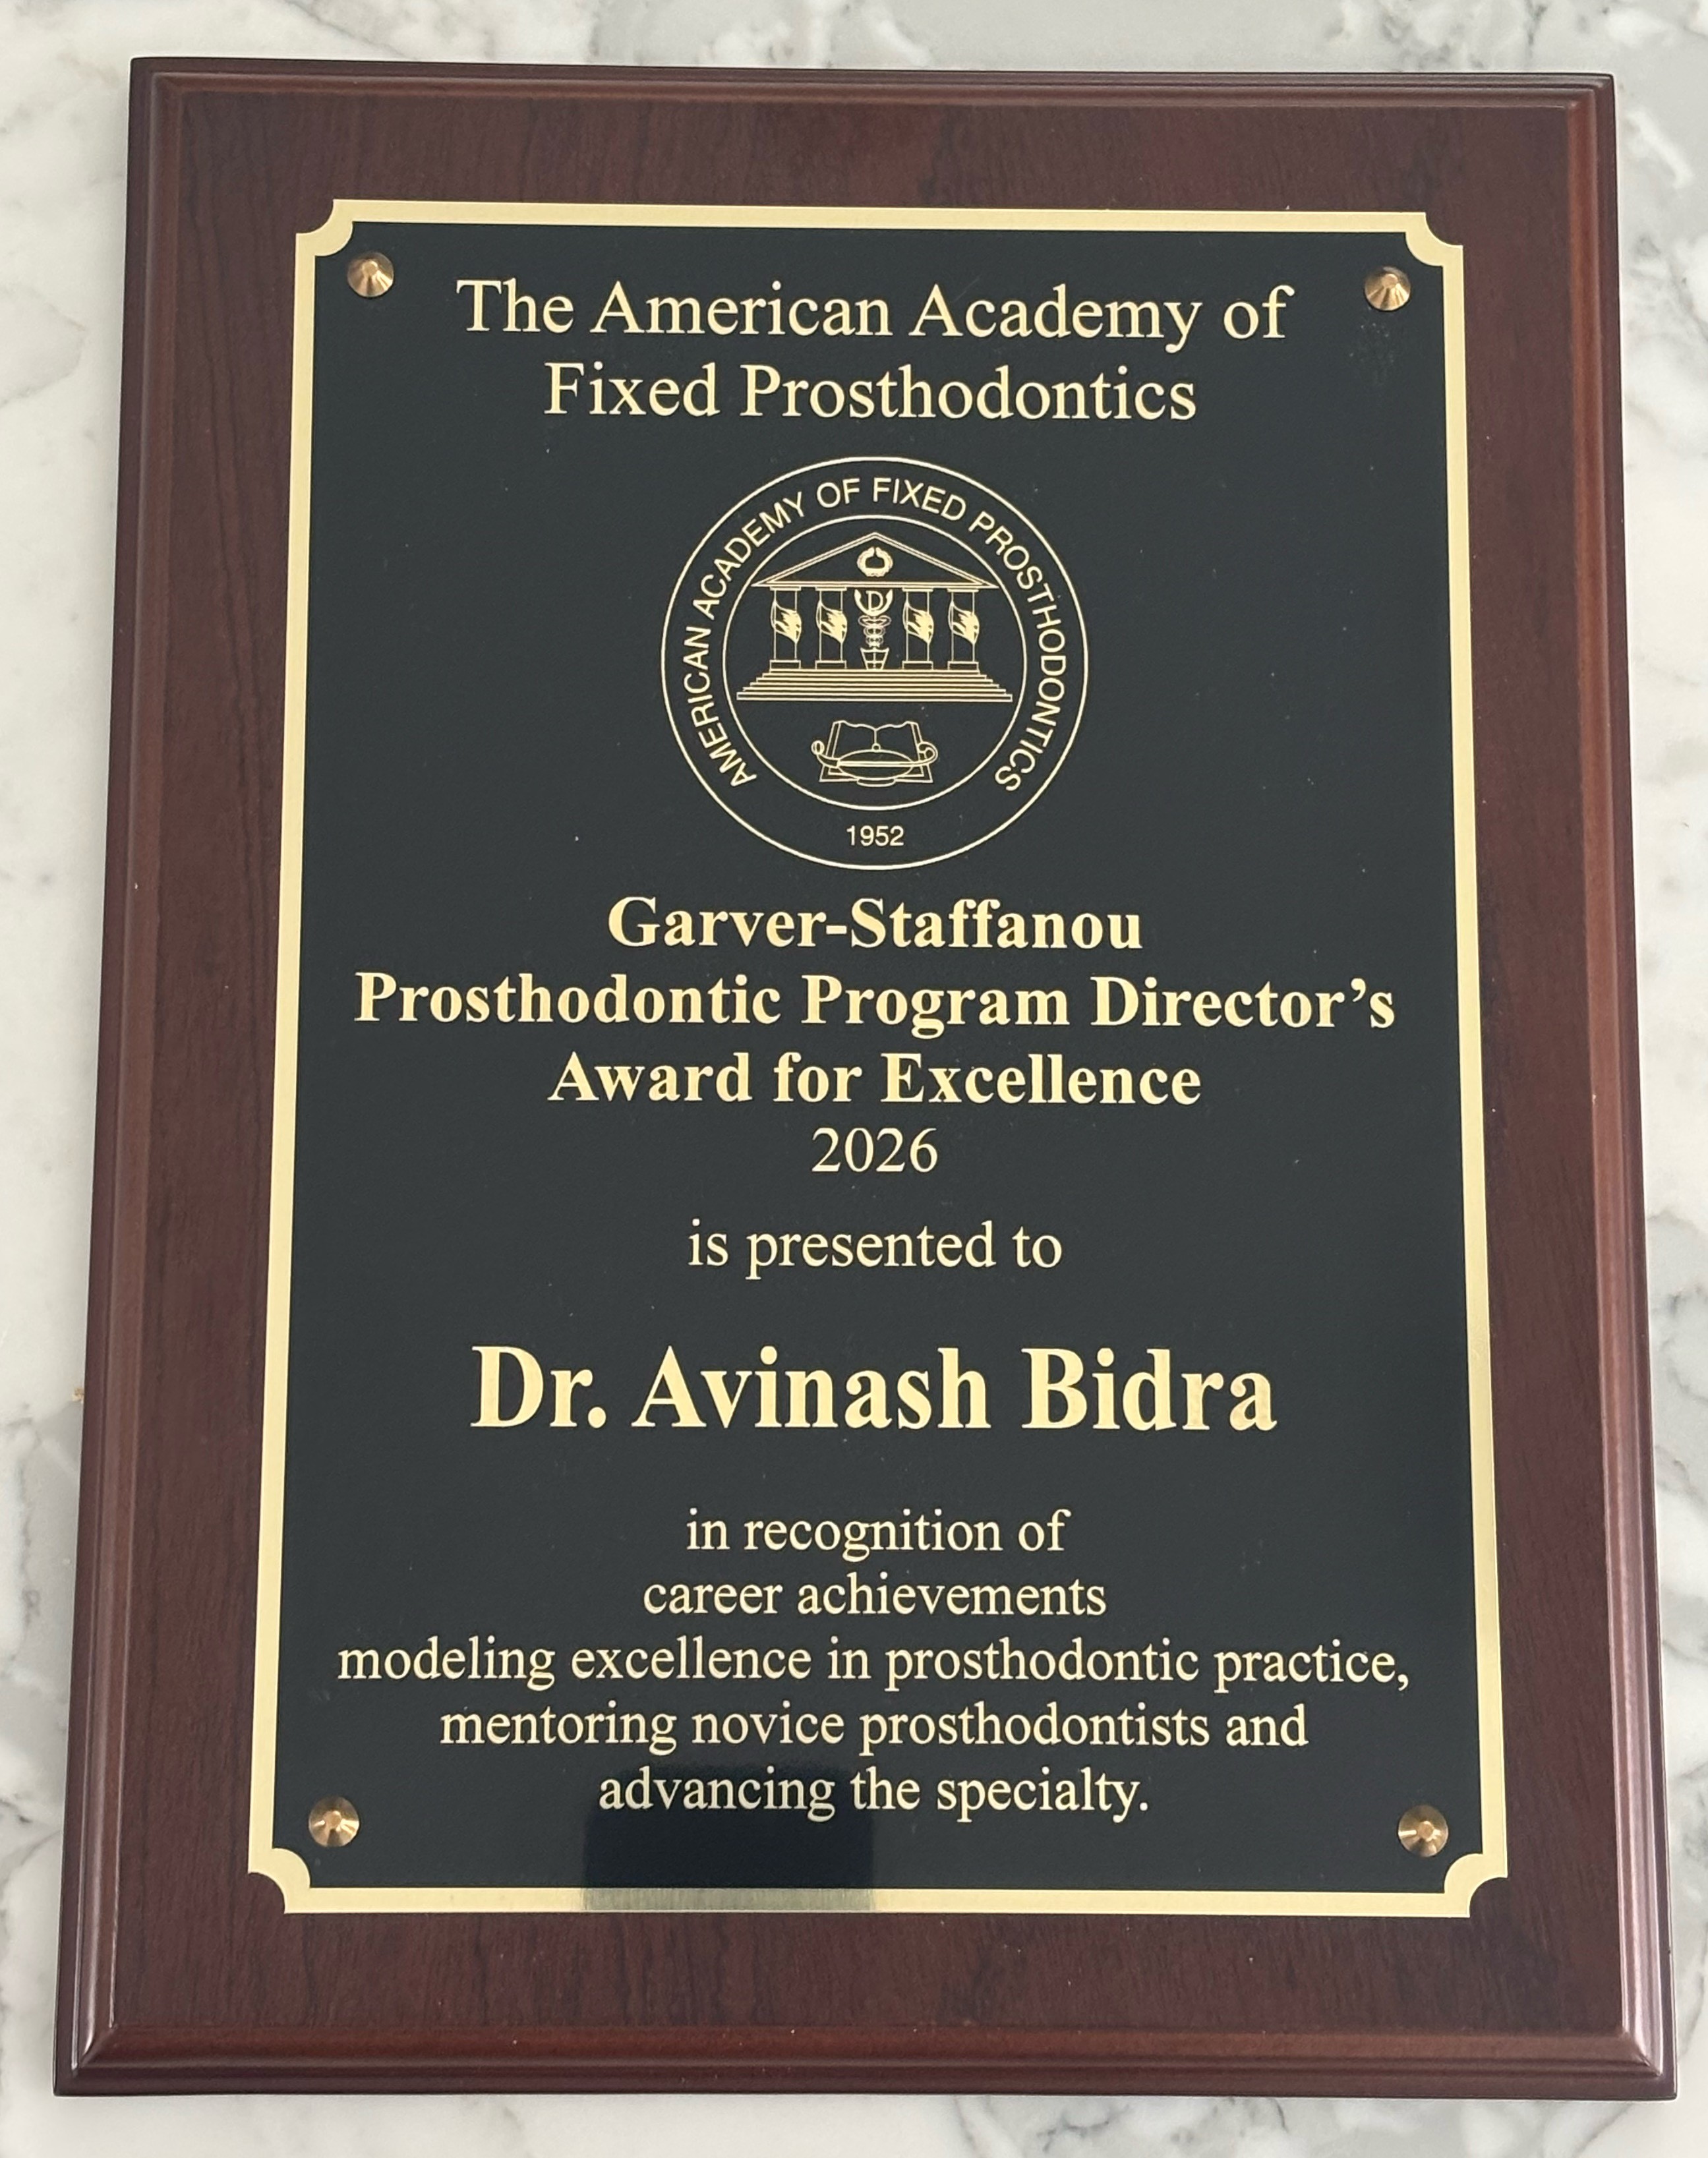 The American Academy of
Fixed Prosthodontics
AMERICAN ACADEMY OF FIXED PROSTHODONTICS
D
1952
Garver-Staffanou
Prosthodontic Program Director’s
Award for Excellence
2026
is presented to
Dr. Avinash Bidra
in recognition of
career achievements
modeling excellence in prosthodontic practice,
mentoring novice prosthodontists and
advancing the specialty.